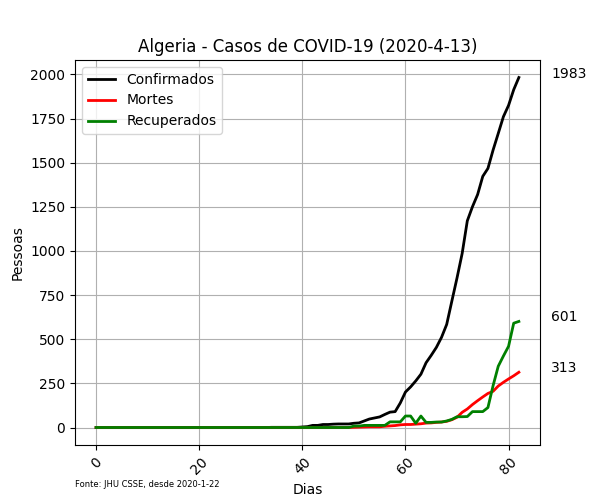 Algeria - Casos de COVID-19 (2020-4-13)
Confirmados
Mortes
Recuperados
2000
1750
1500
1250
1000
750
500
250
0
Pessoas
1983
601
313
0
20
40
60
80
Dias
Fonte: JHU CSSE, desde 2020-1-22